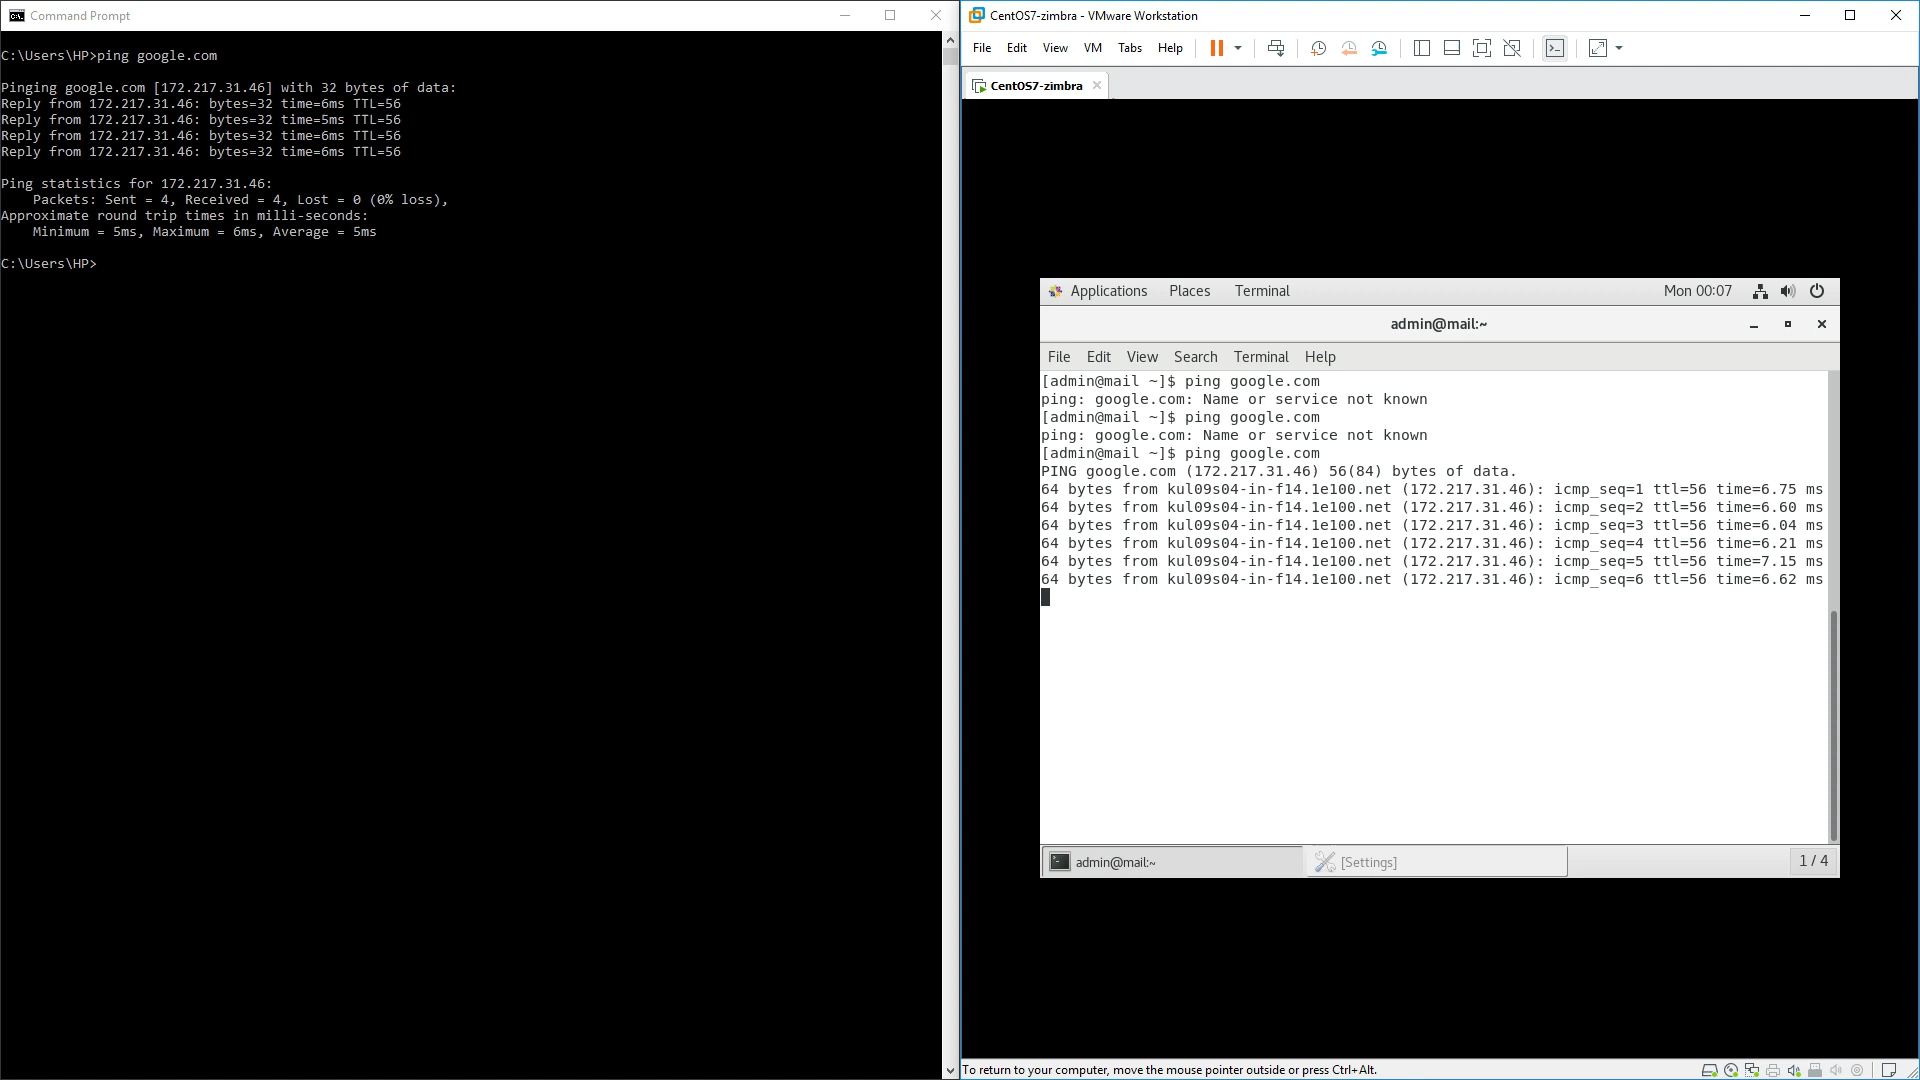 Command Prompt
C:\Users\HP>ping google.com
Pinging google.com [172.217.31.46] with 32 bytes of data:
Reply from 172.217.31.46: bytes=32 time=6ms TTL=56
Reply from 172.217.31.46: bytes=32 time=5ms TTL=56
Reply from 172.217.31.46: bytes=32 time=6ms TTL=56
Reply from 172.217.31.46: bytes=32 time=6ms TTL=56
Ping statistics for 172.217.31.46:
    Packets: Sent = 4, Received = 4, Lost = 0 (0% loss),
Approximate round trip times in milli-seconds:
    Minimum = 5ms, Maximum = 6ms, Average = 5ms
C:\Users\HP>
CentOS7-zimbra - VMware Workstation
File Edit View VM Tabs Help
CentOS7-zimbra
Applications Places Terminal Mon 00:07
admin@mail:~
File Edit View Search Terminal Help
[admin@mail ~]$ ping google.com
ping: google.com: Name or service not known
[admin@mail ~]$ ping google.com
ping: google.com: Name or service not known
[admin@mail ~]$ ping google.com
PING google.com (172.217.31.46) 56(84) bytes of data.
64 bytes from kul09s04-in-f14.1e100.net (172.217.31.46): icmp_seq=1 ttl=56 time=6.75 ms
64 bytes from kul09s04-in-f14.1e100.net (172.217.31.46): icmp_seq=2 ttl=56 time=6.60 ms
64 bytes from kul09s04-in-f14.1e100.net (172.217.31.46): icmp_seq=3 ttl=56 time=6.04 ms
64 bytes from kul09s04-in-f14.1e100.net (172.217.31.46): icmp_seq=4 ttl=56 time=6.21 ms
64 bytes from kul09s04-in-f14.1e100.net (172.217.31.46): icmp_seq=5 ttl=56 time=7.15 ms
64 bytes from kul09s04-in-f14.1e100.net (172.217.31.46): icmp_seq=6 ttl=56 time=6.62 ms
admin@mail:~ [Settings] 1 / 4
To return to your computer, move the mouse pointer outside or press Ctrl+Alt.